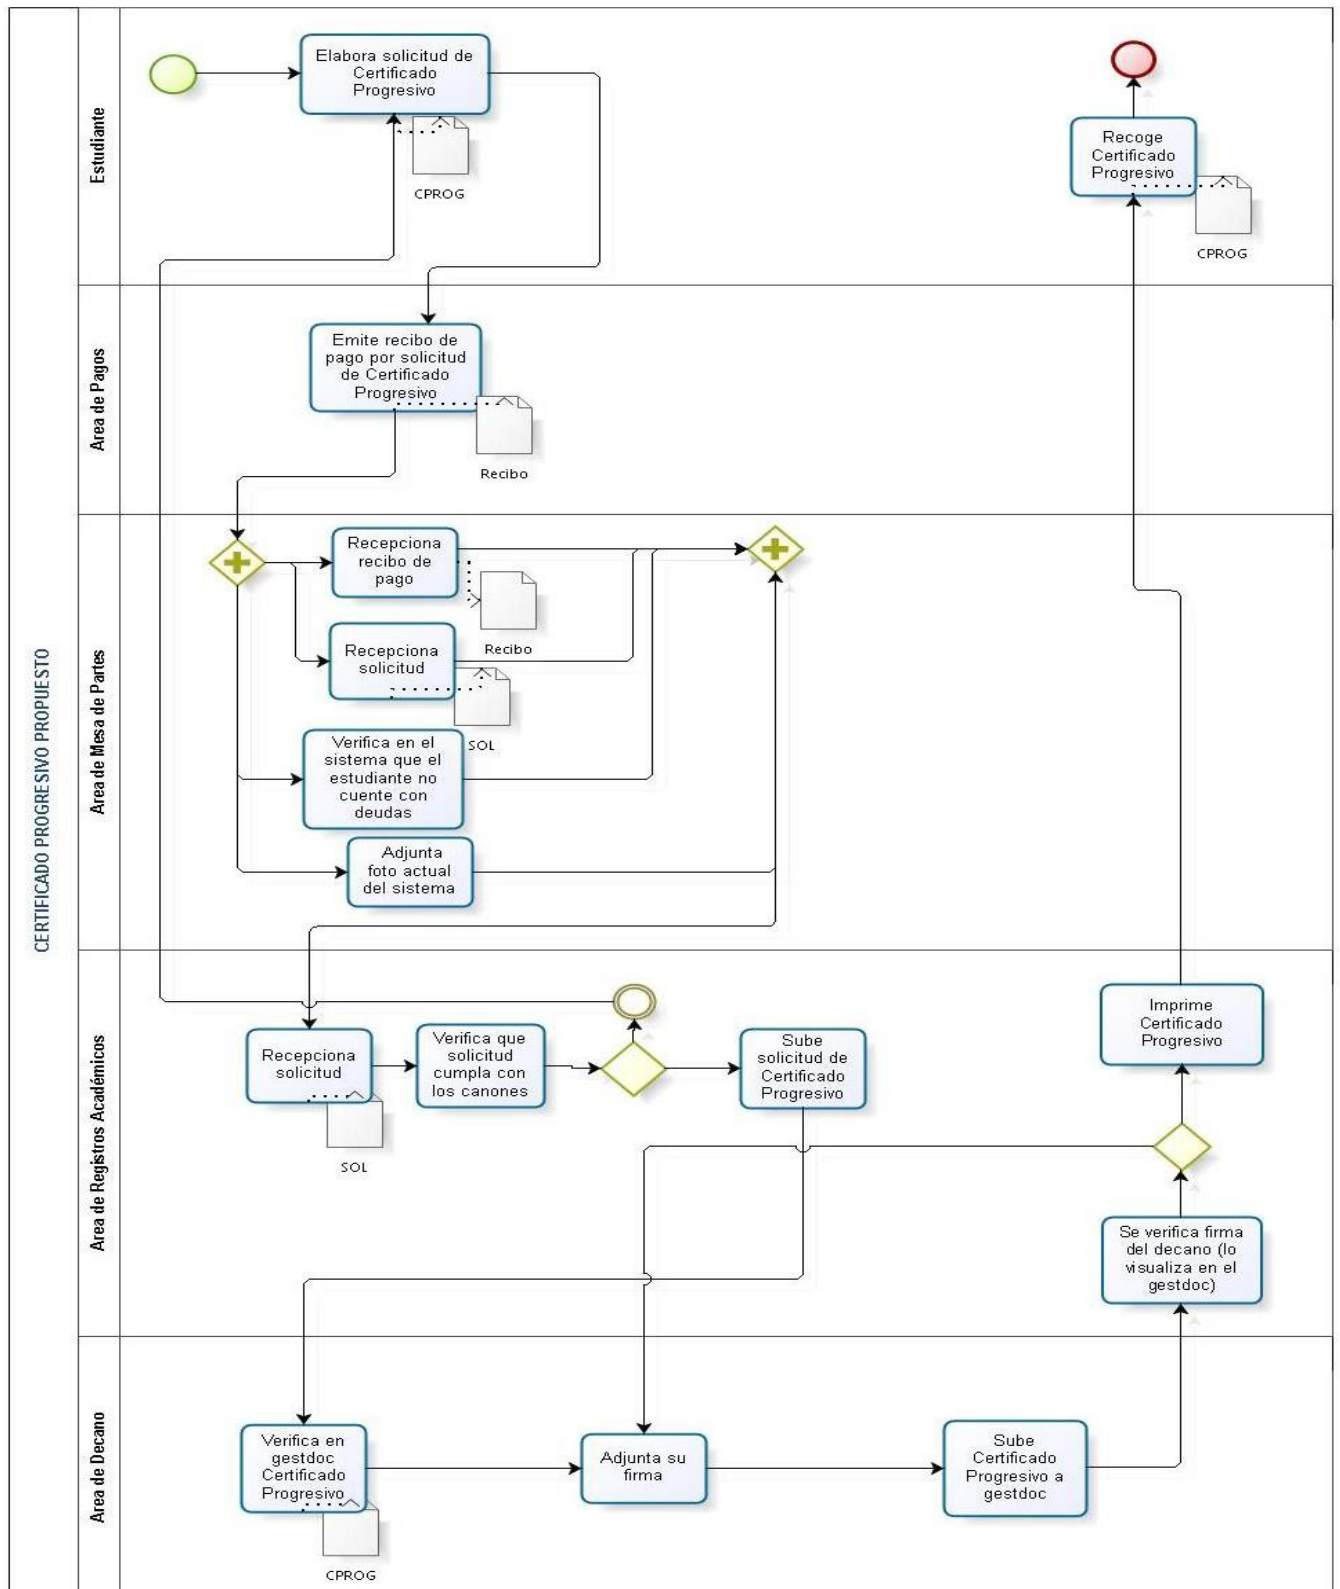 CERTIFICADO PROGRESIVO PROPUESTO
Estudiante
Elabora solicitud de
Certificado
Progresivo
CPROG
Recoge
Certificado
Progresivo
CPROG
Area de Pagos
Emite recibo de
pago por solicitud
de Certificado
Progresivo
Recibo
Area de Mesa de Partes
Recepciona
recibo de
pago
Recibo
Recepciona
solicitud
SOL
Verifica en el
sistema que el
estudiante no
cuente con
deudas
Adjunta
foto actual
del sistema
Area de Registros Académicos
Recepciona
solicitud
SOL
Verifica que
solicitud
cumpla con
los canones
Sube
solicitud de
Certificado
Progresivo
Imprime
Certificado
Progresivo
Se verifica firma
del decano (lo
visualiza en el
gestdoc)
Area de Decano
Verifica en
gestdoc
Certificado
Progresivo
CPROG
Adjunta su
firma
Sube
Certificado
Progresivo a
gestdoc